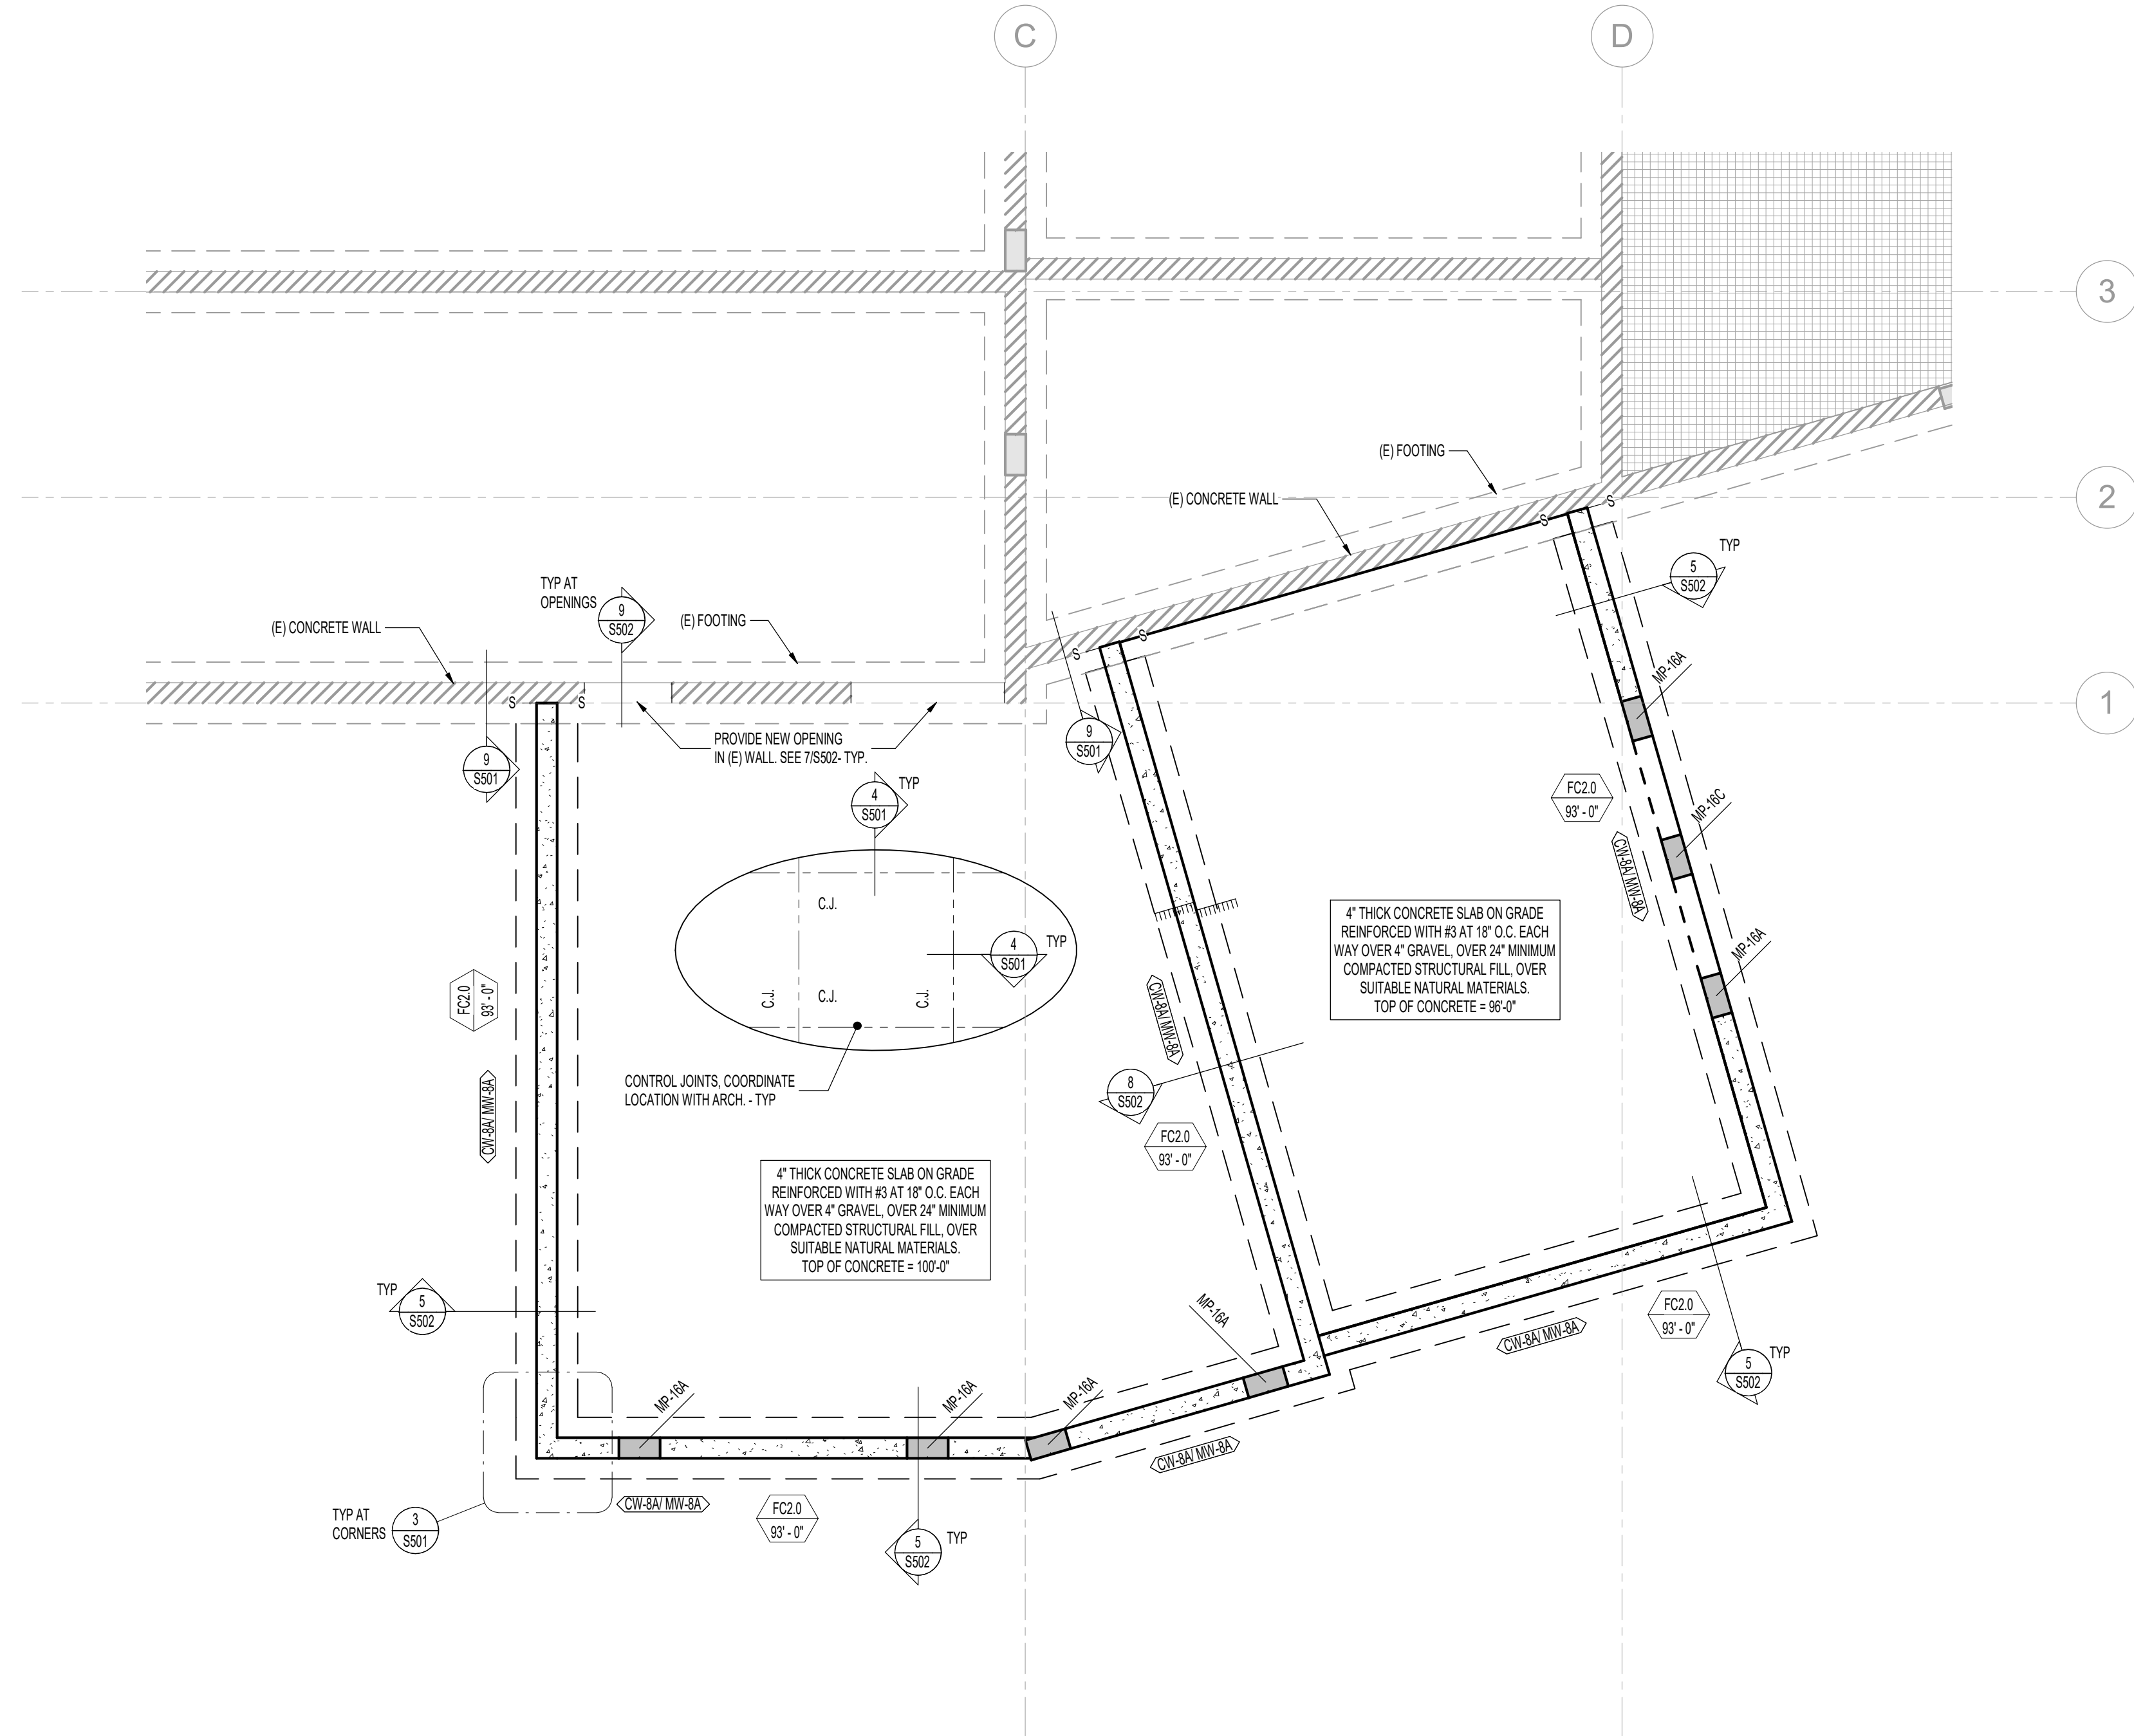 C
D
3
(E) FOOTING
(E) CONCRETE WALL
2
S
S
5
S502
TYP
TYP AT
OPENINGS
9
S502
(E) FOOTING
(E) CONCRETE WALL
S
S
MP-16A
S
S
1
PROVIDE NEW OPENING
IN (E) WALL. SEE 7/S502- TYP.
9
S501
9
S501
4
S501
TYP
FC2.0
93' - 0"
MP-16C
CW-8A/ MW-8A
C.J.
4
S501
TYP
C.J.
C.J.
C.J.
4" THICK CONCRETE SLAB ON GRADE
REINFORCED WITH #3 AT 18" O.C. EACH
WAY OVER 4" GRAVEL, OVER 24" MINIMUM
COMPACTED STRUCTURAL FILL, OVER
SUITABLE NATURAL MATERIALS.
TOP OF CONCRETE = 96'-0"
MP-16A
FC2.0
93' - 0"
CW-8A/ MW-8A
CW-8A/ MW-8A
CONTROL JOINTS, COORDINATE
LOCATION WITH ARCH. - TYP
8
S502
FC2.0
93' - 0"
4" THICK CONCRETE SLAB ON GRADE
REINFORCED WITH #3 AT 18" O.C. EACH
WAY OVER 4" GRAVEL, OVER 24" MINIMUM
COMPACTED STRUCTURAL FILL, OVER
SUITABLE NATURAL MATERIALS.
TOP OF CONCRETE = 100'-0"
TYP
5
S502
MP-16A
FC2.0
93' - 0"
CW-8A/ MW-8A
5
S502
TYP
MP-16A
MP-16A
MP-16A
CW-8A/ MW-8A
CW-8A/ MW-8A
FC2.0
93' - 0"
TYP AT
CORNERS
3
S501
5
S502
TYP